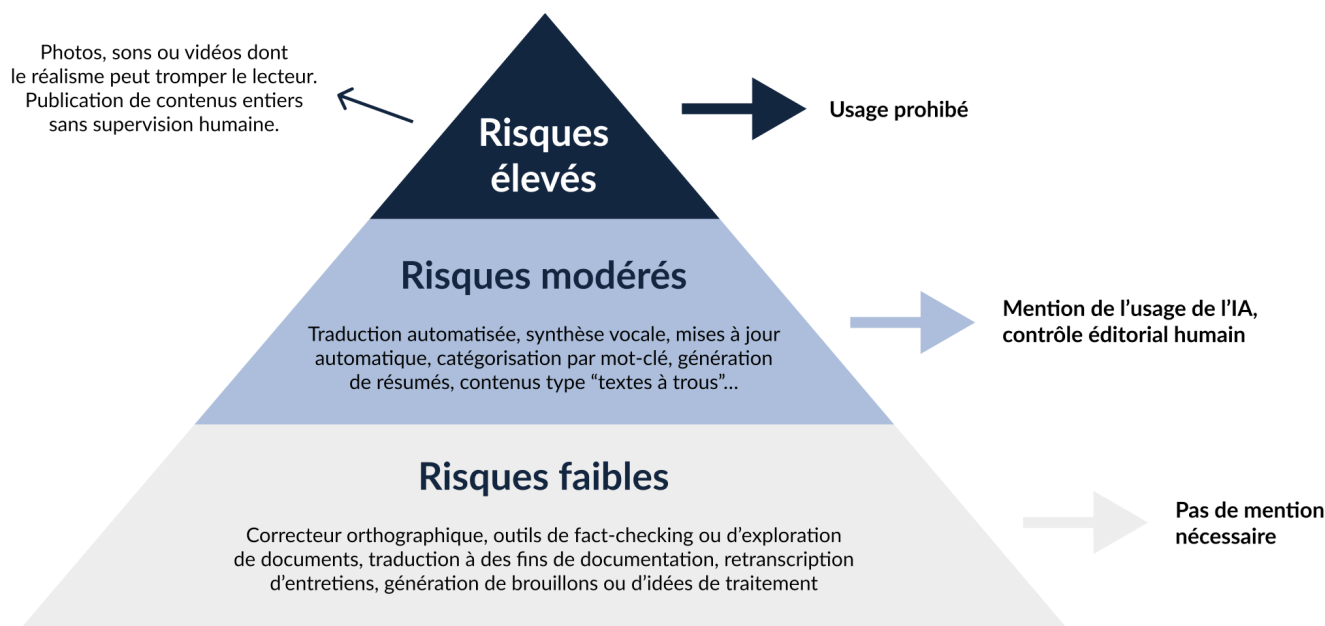 Photos, sons ou vidéos dont
le réalisme peut tromper le lecteur.
Publication de contenus entiers
sans supervision humaine.
Risques
élevés
Usage prohibé
Risques modérés
Traduction automatisée, synthèse vocale, mises à jour
automatique, catégorisation par mot-clé, génération
de résumés, contenus type “textes à trous”...
Mention de l’usage de l’IA,
contrôle éditorial humain
Risques faibles
Correcteur orthographique, outils de fact-checking ou d’exploration
de documents, traduction à des fins de documentation, retranscription
d’entretiens, génération de brouillons ou d’idées de traitement
Pas de mention
nécessaire